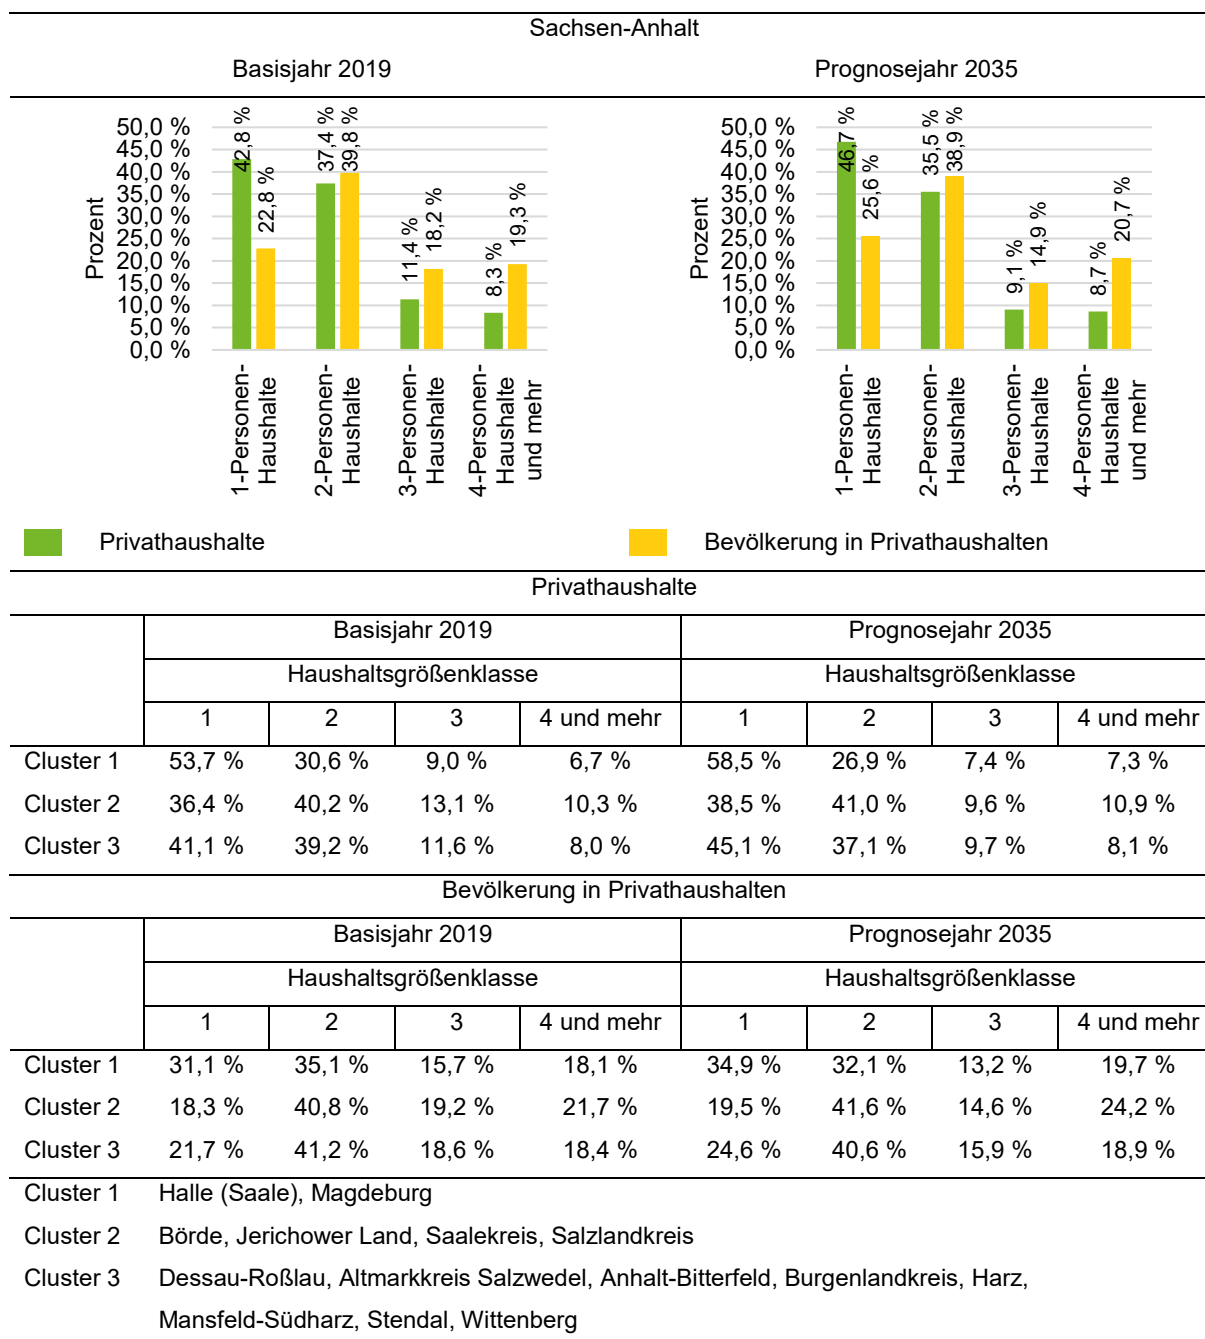 Sachsen-Anhalt
Basisjahr 2019
Prognosejahr 2035
Prozent
50,0 %
45,0 %
40,0 %
35,0 %
30,0 %
25,0 %
20,0 %
15,0 %
10,0 %
5,0 %
0,0 %
42,8 %
22,8 %
37,4 %
39,8 %
11,4 %
18,2 %
8,3 %
19,3 %
1-Personen-
Haushalte
2-Personen-
Haushalte
3-Personen-
Haushalte
4-Personen-
Haushalte
und mehr
Prozent
50,0 %
45,0 %
40,0 %
35,0 %
30,0 %
25,0 %
20,0 %
15,0 %
10,0 %
5,0 %
0,0 %
46,7 %
25,6 %
35,5 %
38,9 %
9,1 %
14,9 %
8,7 %
20,7 %
1-Personen-
Haushalte
2-Personen-
Haushalte
3-Personen-
Haushalte
4-Personen-
Haushalte
und mehr
Privathaushalte
Bevölkerung in Privathaushalten
Privathaushalte
Basisjahr 2019 Prognosejahr 2035
Haushaltsgrößenklasse Haushaltsgrößenklasse
1 2 3 4 und mehr 1 2 3 4 und mehr
Cluster 1 53,7 % 30,6 % 9,0 % 6,7 % 58,5 % 26,9 % 7,4 % 7,3 %
Cluster 2 36,4 % 40,2 % 13,1 % 10,3 % 38,5 % 41,0 % 9,6 % 10,9 %
Cluster 3 41,1 % 39,2 % 11,6 % 8,0 % 45,1 % 37,1 % 9,7 % 8,1 %
Bevölkerung in Privathaushalten
Basisjahr 2019 Prognosejahr 2035
Haushaltsgrößenklasse Haushaltsgrößenklasse
1 2 3 4 und mehr 1 2 3 4 und mehr
Cluster 1 31,1 % 35,1 % 15,7 % 18,1 % 34,9 % 32,1 % 13,2 % 19,7 %
Cluster 2 18,3 % 40,8 % 19,2 % 21,7 % 19,5 % 41,6 % 14,6 % 24,2 %
Cluster 3 21,7 % 41,2 % 18,6 % 18,4 % 24,6 % 40,6 % 15,9 % 18,9 %
Cluster 1 Halle (Saale), Magdeburg
Cluster 2 Börde, Jerichower Land, Saalekreis, Salzlandkreis
Cluster 3 Dessau-Roßlau, Altmarkkreis Salzwedel, Anhalt-Bitterfeld, Burgenlandkreis, Harz,
Mansfeld-Südharz, Stendal, Wittenberg